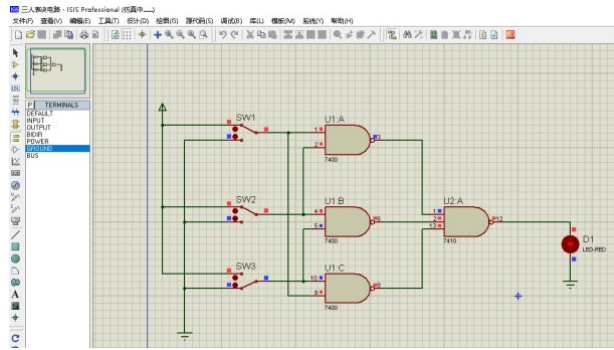 三人表决电路 - ISIS Professional (仿真中......)
文件(F) 查看(V) 编辑(E) 工具(T) 设计(D) 绘图(G) 源代码(S) 调试(B) 库(L) 模板(M) 系统(Y) 帮助(H)
P TERMINALS
DEFAULT
INPUT
OUTPUT
BIDIR
POWER
GROUND
BUS
SW1
U1:A
1
2
3
7400
SW2
U1:B
4
5
6
7400
U2:A
1
2
13
12
7410
D1
LED-RED
SW3
U1:C
10
9
8
7400